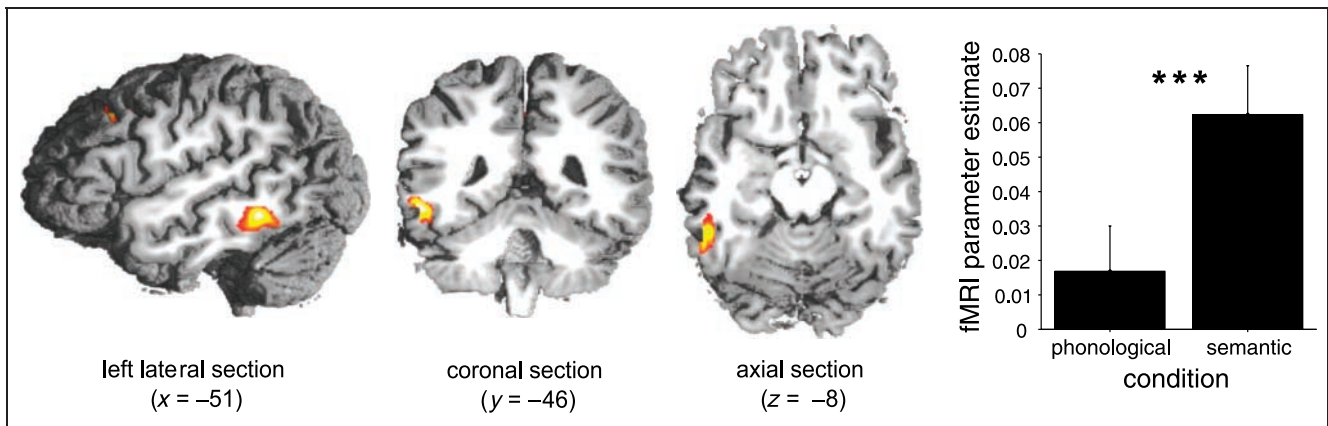 left lateral section
(x = –51)
coronal section
(y = –46)
axial section
(z = –8)
fMRI parameter estimate
0.08
0.07
0.06
0.05
0.04
0.03
0.02
0.01
0
***
phonological
semantic
condition